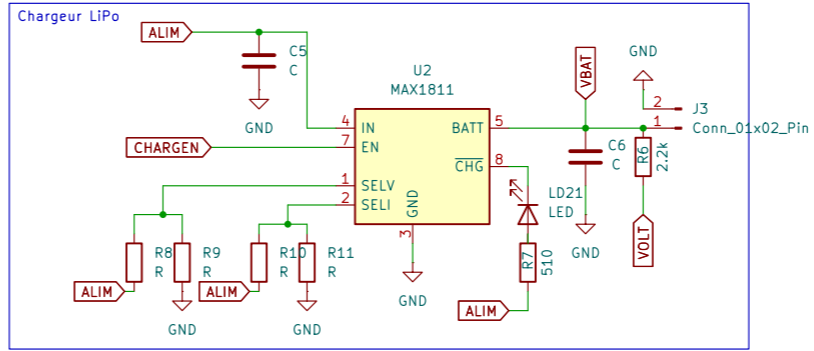 Chargeur LiPo
ALIM
C5
C
GND
U2
MAX1811
4
IN
BATT
5
7
EN
CHARGEN
CHG
8
1
SELV
2
SELI
GND
3
GND
VBAT
GND
2
J3
1
Conn_01x02_Pin
C6
C
R6
2.2k
GND
VOLT
LD21
LED
R7
510
ALIM
R8
R
R9
R
ALIM
GND
R10
R
R11
R
ALIM
GND